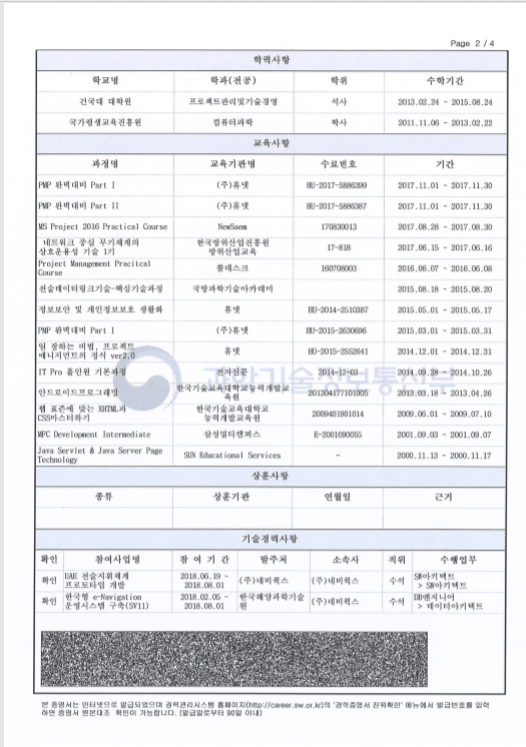 Page 2 / 4
학력사항
학교명 학과(전공) 학위 수학기간
건국대 대학원 프로젝트관리및기술경영 석사 2013.02.24 ~ 2015.08.24
국가평생교육진흥원 컴퓨터과학 학사 2011.11.06 ~ 2013.02.22
교육사항
과정명 교육기관명 수료번호 기간
PMP 완벽대비 Part I (주)휴넷 HU-2017-5886399 2017.11.01 ~ 2017.11.30
PMP 완벽대비 Part II (주)휴넷 HU-2017-5886387 2017.11.01 ~ 2017.11.30
MS Project 2016 Practical Course NewSaem 170830013 2017.08.28 ~ 2017.08.30
네트워크 중심 무기체계의
상호운용성 기술 1기 한국방위산업진흥원
방위산업교육 17-818 2017.06.15 ~ 2017.06.16
Project Management Pracitcal
Course 폴데스크 160708003 2016.06.07 ~ 2016.06.08
전술데이터링크기술-핵심기술과정 국방과학기술아카데미 2015.08.18 ~ 2015.08.20
정보보안 및 개인정보보호 생활화 휴넷 HU-2014-2510387 2015.05.01 ~ 2015.05.17
PMP 완벽대비 Part I (주)휴넷 HU-2015-2630696 2015.03.01 ~ 2015.03.31
일 잘하는 비법, 프로젝트
매니지먼트의 정석 ver2.0 휴넷 HU-2015-2552641 2014.12.01 ~ 2014.12.31
IT Pro 올인원 기본과정 전자신문 2014-12-03 2014.09.28 ~ 2014.10.26
안드로이드프로그래밍 한국기술교육대학교능력개발교
육원 201304177101005 2013.03.18 ~ 2013.04.26
웹 표준에 맞는 XHTML과
CSS마스터하기 한국기술교육대학교
능력개발교육원 2009401901014 2009.06.01 ~ 2009.07.10
MFC Development Intermediate 삼성멀티캠퍼스 E-2001090055 2001.09.03 ~ 2001.09.07
Java Servlet & Java Server Page
Technology SUN Educational Services - 2000.11.13 ~ 2000.11.17
과학기술정보통신부
상훈사항
종류 상훈기관 연월일 근거
기술경력사항
확인 참여사업명 참 여 기 간 발주처 소속사 직위 수행업무
확인 UAE 전술지휘체계
프로토타입 개발 2018.06.19 ~
2018.08.01 (주)네비웍스 (주)네비웍스 수석 SW아키텍트
> SW아키텍트
확인 한국형 e-Navigation
운영시스템 구축(SV11) 2018.02.05 ~
2018.08.01 한국해양과학기술
원 (주)네비웍스 수석 DB엔지니어
> 데이터아키텍트
본 증명서는 인터넷으로 발급되었으며 경력관리시스템 홈페이지(http://career.sw.or.kr)의 '경력증명서 진위확인' 메뉴에서 발급번호를 입력
하면 증명서 원본대조 확인이 가능합니다. (발급일로부터 90일 이내)